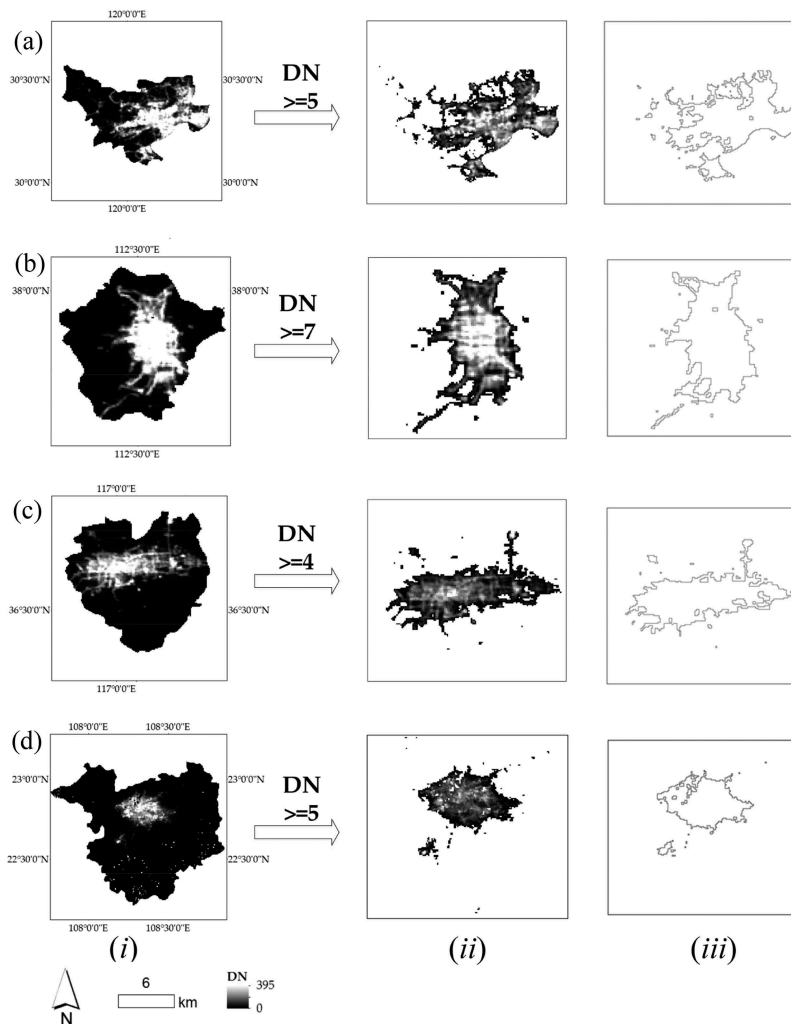 (a)
120°0'0"E
30°30'0"N
30°30'0"N
30°0'0"N
30°0'0"N
120°0'0"E
DN
>=5
(b)
112°30'0"E
38°0'0"N
38°0'0"N
112°30'0"E
DN
>=7
(c)
117°0'0"E
36°30'0"N
36°30'0"N
117°0'0"E
DN
>=4
(d)
108°0'0"E 108°30'0"E
23°0'0"N
23°0'0"N
22°30'0"N
22°30'0"N
108°0'0"E 108°30'0"E
DN
>=5
(i) (ii) (iii)
N
6
km
DN
395
0